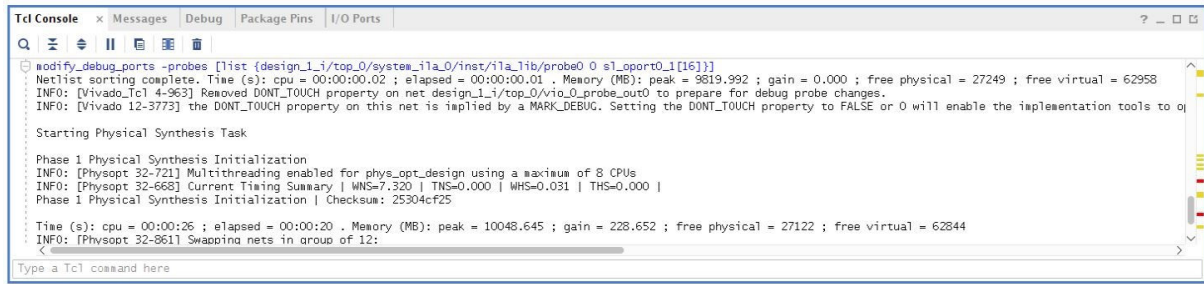 Tcl Console × Messages Debug Package Pins I/O Ports ?
modify_debug_ports -probes [list {design_1_i/top_0/system_ila_0/inst/ila_lib/probe0 0 sl_oport0_1[16]}]
Netlist sorting complete. Time (s): cpu = 00:00:00.02 ; elapsed = 00:00:00.01 . Memory (MB): peak = 9819.992 ; gain = 0.000 ; free physical = 27249 ; free virtual = 62958
INFO: [Vivado_Tcl 4-963] Removed DONT_TOUCH property on net design_1_i/top_0/vio_0_probe_out0 to prepare for debug probe changes.
INFO: [Vivado 12-3773] the DONT_TOUCH property on this net is implied by a MARK_DEBUG. Setting the DONT_TOUCH property to FALSE or 0 will enable the implementation tools to
Starting Physical Synthesis Task
Phase 1 Physical Synthesis Initialization
INFO: [Physopt 32-721] Multithreading enabled for phys_opt_design using a maximum of 8 CPUs
INFO: [Physopt 32-668] Current Timing Summary | WNS=7.320 | TNS=0.000 | WHS=0.031 | THS=0.000 |
Phase 1 Physical Synthesis Initialization | Checksum: 25304cf25
Time (s): cpu = 00:00:26 ; elapsed = 00:00:20 . Memory (MB): peak = 10048.645 ; gain = 228.652 ; free physical = 27122 ; free virtual = 62844
INFO: [Physopt 32-861] Swapping nets in group of 12:
Type a Tcl command here